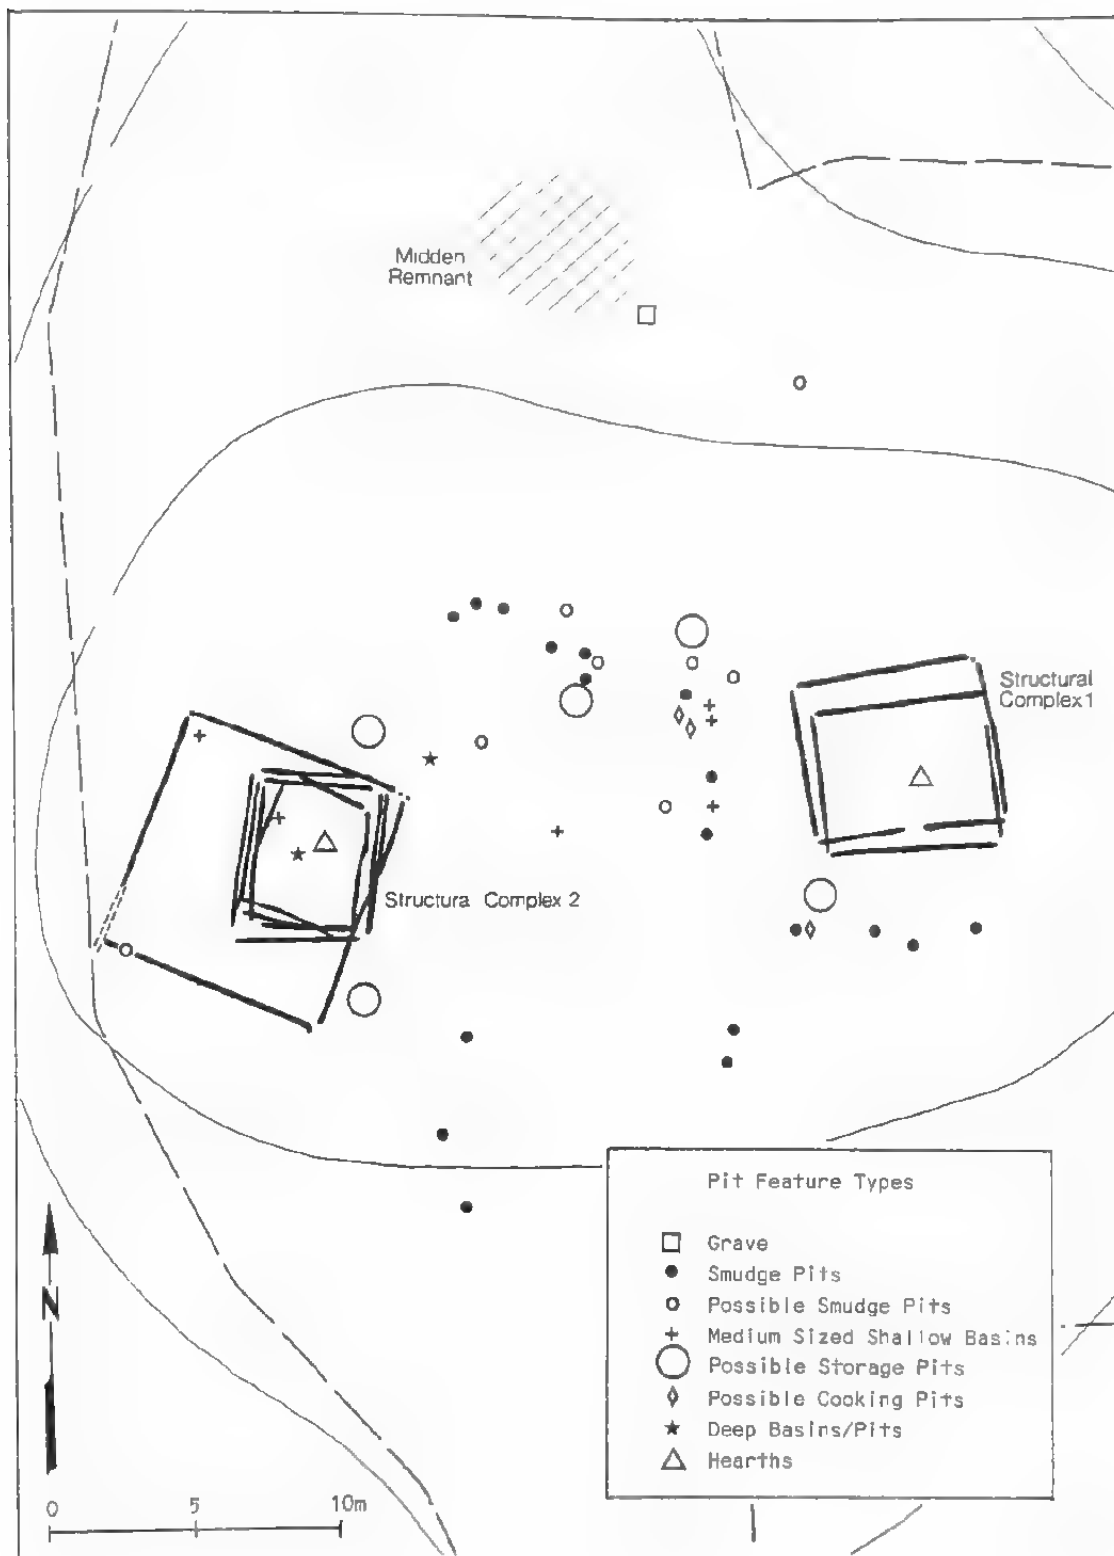 Midden
Remnant
Structural
Complex 1
Structura Complex 2
Pit Feature Types
Grave
Smudge Pits
Possible Smudge Pits
Medium Sized Shallow Basins
Possible Storage Pits
Possible Cooking Pits
Deep Basins/Pits
Hearths
N
0 5 10m